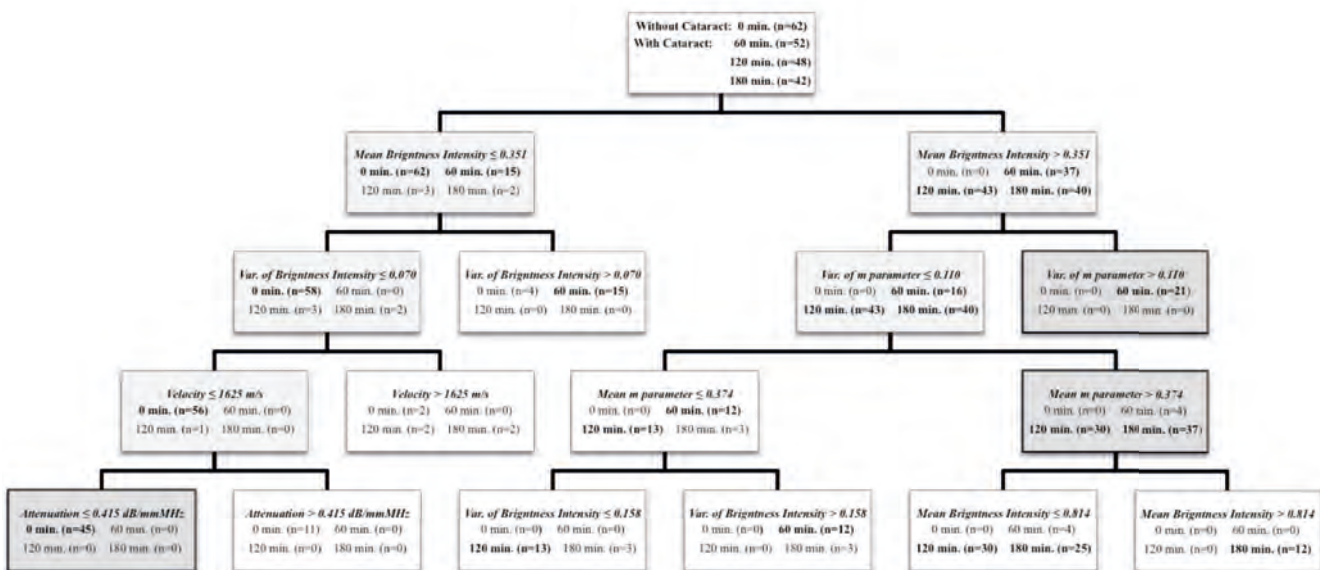 Without Cataract: 0 min. (n=62)
With Cataract: 60 min. (n=52)
120 min. (n=48)
180 min. (n=42)
Mean Brigntness Intensity ≤ 0.351
0 min. (n=62) 60 min. (n=15)
120 min. (n=3) 180 min. (n=2)
Mean Brigntness Intensity > 0.351
0 min. (n=0) 60 min. (n=37)
120 min. (n=43) 180 min. (n=40)
Var. of Brigntness Intensity ≤ 0.070
0 min. (n=58) 60 min. (n=0)
120 min. (n=3) 180 min. (n=2)
Var. of Brigntness Intensity > 0.070
0 min. (n=4) 60 min. (n=15)
120 min. (n=0) 180 min. (n=0)
Var. of m parameter ≤ 0.110
0 min. (n=0) 60 min. (n=16)
120 min. (n=43) 180 min. (n=40)
Var. of m parameter > 0.110
0 min. (n=0) 60 min. (n=21)
120 min. (n=0) 180 min. (n=0)
Velocity ≤ 1625 m/s
0 min. (n=56) 60 min. (n=0)
120 min. (n=1) 180 min. (n=0)
Velocity > 1625 m/s
0 min. (n=2) 60 min. (n=0)
120 min. (n=2) 180 min. (n=2)
Mean m parameter ≤ 0.374
0 min. (n=0) 60 min. (n=12)
120 min. (n=13) 180 min. (n=3)
Mean m parameter > 0.374
0 min. (n=0) 60 min. (n=4)
120 min. (n=30) 180 min. (n=37)
Attenuation ≤ 0.415 dB/mmMHz
0 min. (n=45) 60 min. (n=0)
120 min. (n=0) 180 min. (n=0)
Attenuation > 0.415 dB/mmMHz
0 min. (n=11) 60 min. (n=0)
120 min. (n=0) 180 min. (n=0)
Var. of Brigntness Intensity ≤ 0.158
0 min. (n=0) 60 min. (n=0)
120 min. (n=13) 180 min. (n=3)
Var. of Brigntness Intensity > 0.158
0 min. (n=0) 60 min. (n=12)
120 min. (n=0) 180 min. (n=3)
Mean Brigntness Intensity ≤ 0.814
0 min. (n=0) 60 min. (n=4)
120 min. (n=30) 180 min. (n=25)
Mean Brigntness Intensity > 0.814
0 min. (n=0) 60 min. (n=0)
120 min. (n=0) 180 min. (n=12)